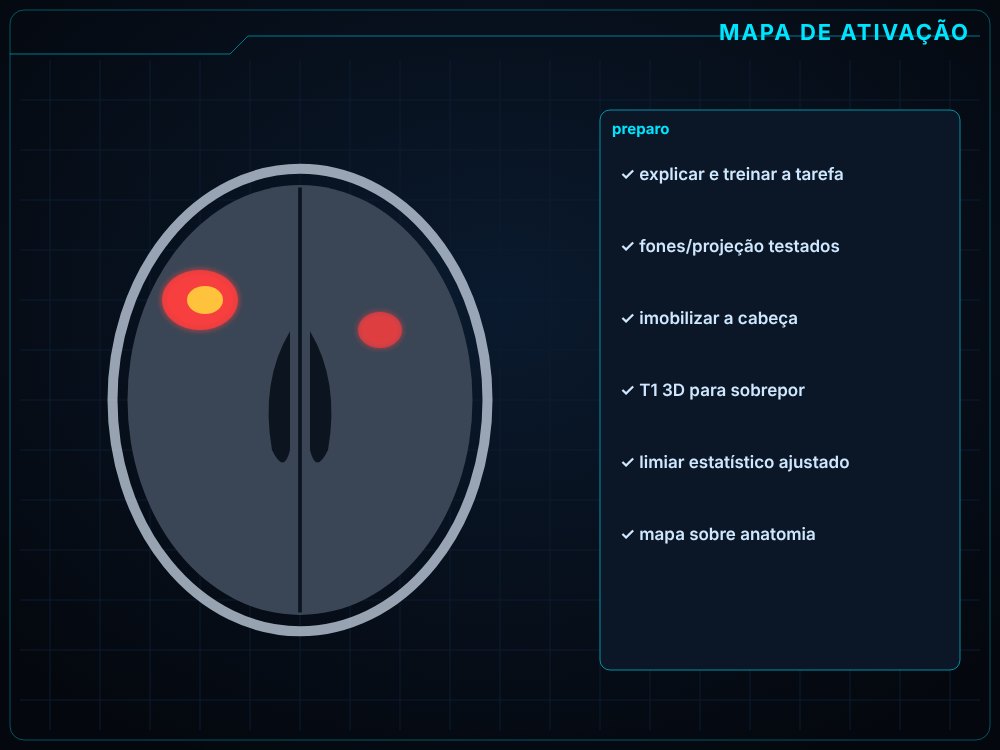 MAPA DE ATIVAÇÃO
preparo
✓ explicar e treinar a tarefa
✓ fones/projeção testados
✓ imobilizar a cabeça
✓ T1 3D para sobrepor
✓ limiar estatístico ajustado
✓ mapa sobre anatomia